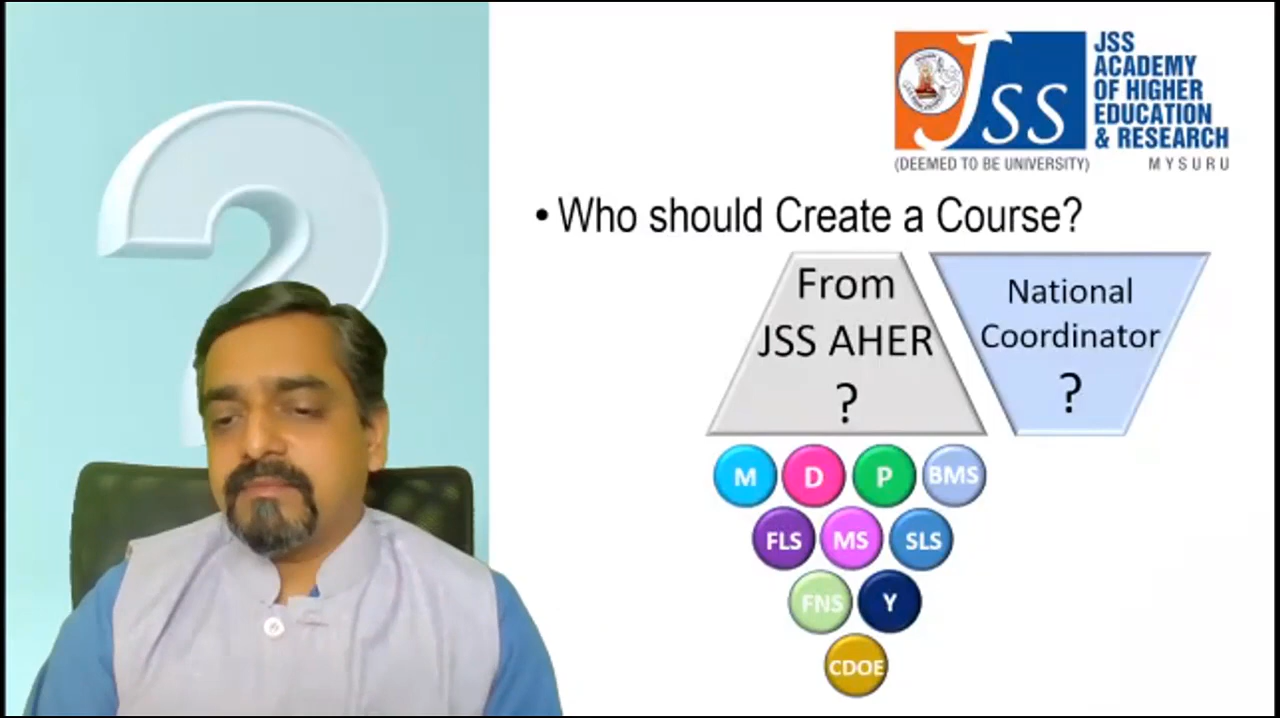 JSS
JSS
ACADEMY
OF HIGHER
EDUCATION
& RESEARCH
(DEEMED TO BE UNIVERSITY) MYSURU
• Who should Create a Course?
From
JSS AHER
?
National
Coordinator
?
M D P BMS
FLS MS SLS
FNS Y
CDOE